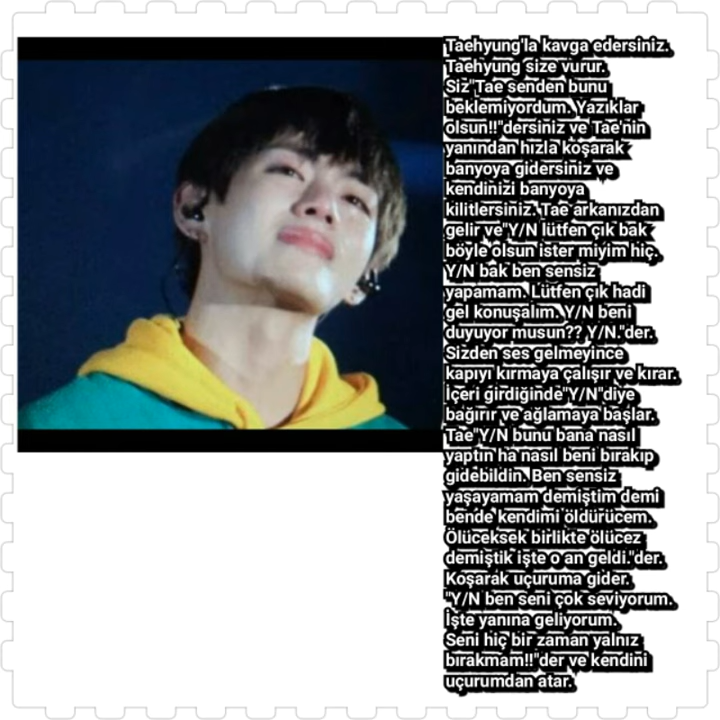 Taehyung'la kavga edersiniz.
Taehyung size vurur.
Siz"Tae senden bunu
beklemiyordum. Yazıklar
olsun!!"dersiniz ve Tae'nin
yanından hızla koşarak
banyoya gidersiniz ve
kendinizi banyoya
kilitlersiniz. Tae arkanızdan
gelir ve"Y/N lütfen çık bak
böyle olsun ister miyim hiç.
Y/N bak ben sensiz
yapamam. Lütfen çık hadi
gel konuşalım. Y/N beni
duyuyor musun?? Y/N."der.
Sizden ses gelmeyince
kapıyı kırmaya çalışır ve kırar.
İçeri girdiğinde"Y/N"diye
bağırır ve ağlamaya başlar.
Tae"Y/N bunu bana nasıl
yaptın ha nasıl beni bırakıp
gidebildin. Ben sensiz
yaşayamam demiştim demi
bende kendimi öldürücem.
Ölüceksek birlikte ölücez
demiştik işte o an geldi."der.
Koşarak uçuruma gider.
"Y/N ben seni çok seviyorum.
İşte yanına geliyorum.
Seni hiç bir zaman yalnız
bırakmam!!"der ve kendini
uçurumdan atar.